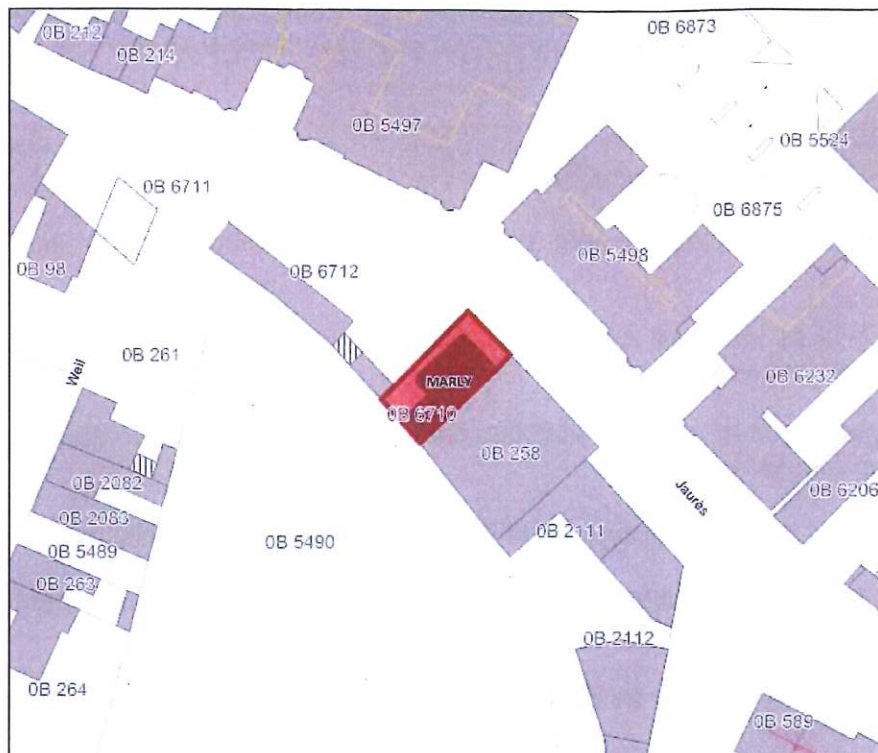 0B 212
0B 214
0B 6873
0B 5497
0B 5524
0B 6711
0B 6875
0B 98
0B 6712
0B 5498
0B 261
Weil
MARLY
0B 6710
0B 6232
0B 258
0B 2082
0B 2083
0B 6206
Jaurès
0B 5489
0B 5490
0B 2111
0B 263
0B 2112
0B 264
0B 589